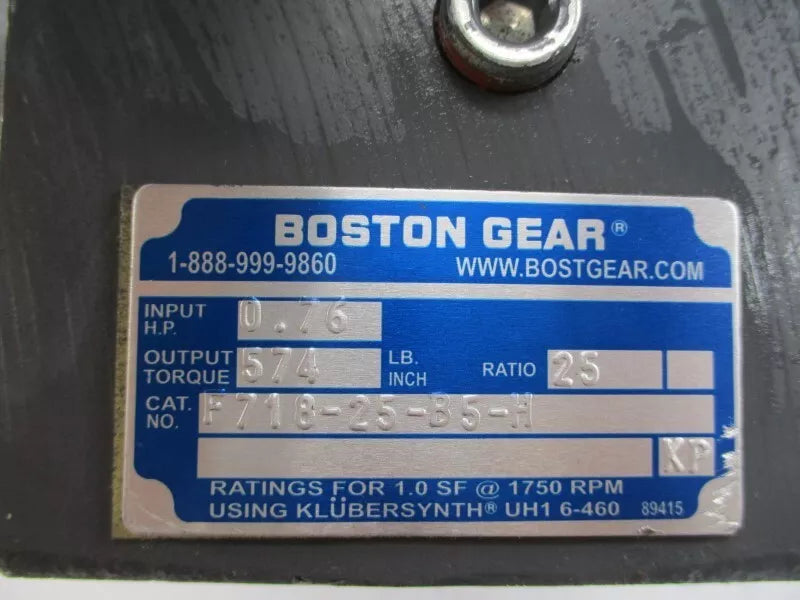 BOSTON GEAR®
1-888-999-9860 WWW.BOSTGEAR.COM
INPUT H.P. 0.76
OUTPUT TORQUE 574 LB. INCH RATIO 25
CAT. NO. F718-25-B5-H
KP
RATINGS FOR 1.0 SF @ 1750 RPM
USING KLÜBERSYNTH® UH1 6-460 89415